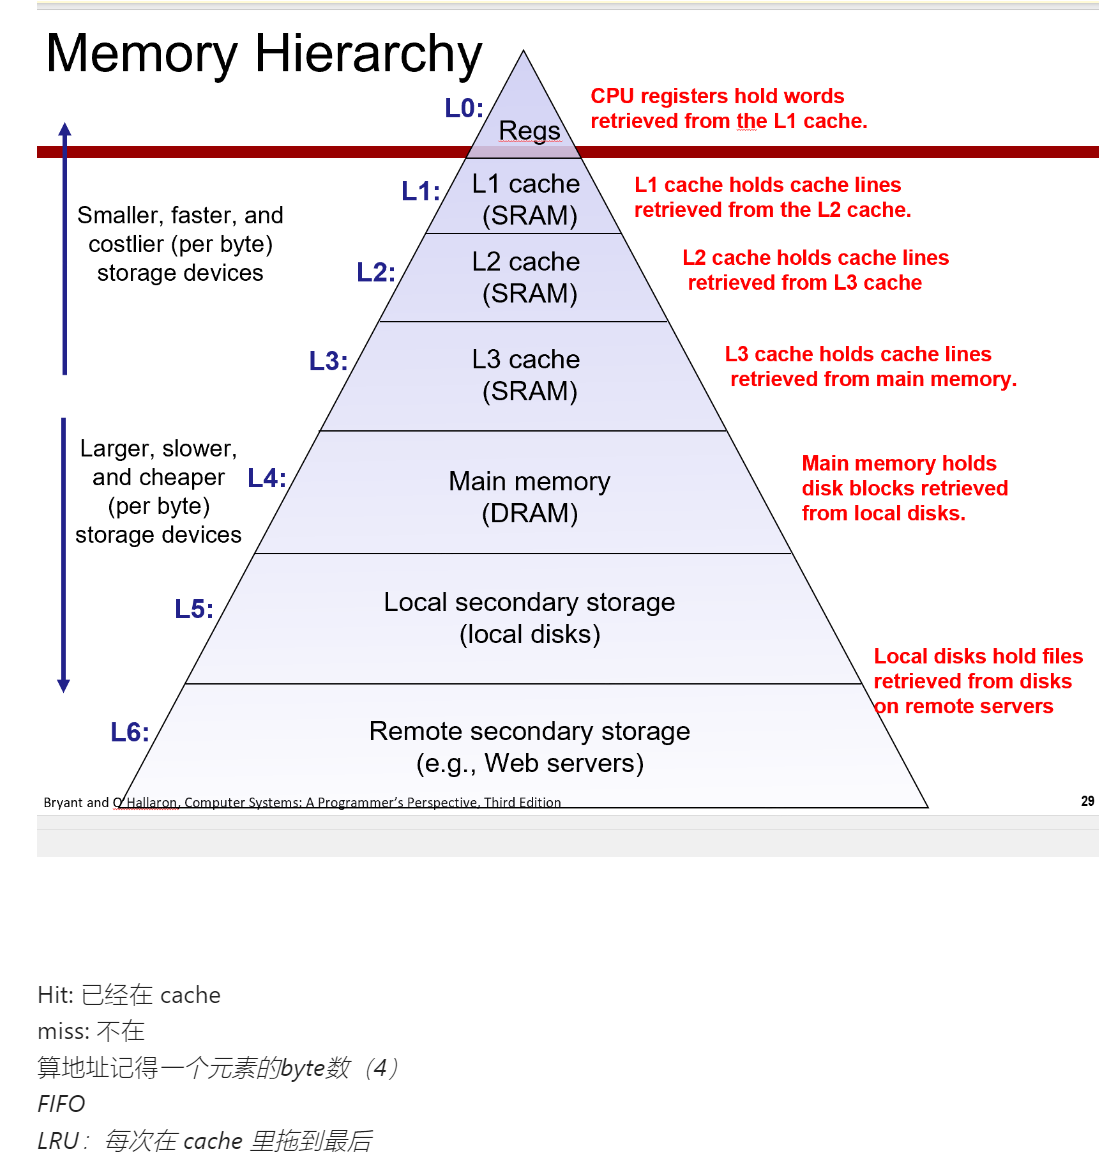 Memory Hierarchy
L0:
Regs
CPU registers hold words
retrieved from the L1 cache.
L1:
L1 cache
(SRAM)
L1 cache holds cache lines
retrieved from the L2 cache.
Smaller, faster, and
costlier (per byte)
storage devices
L2:
L2 cache
(SRAM)
L2 cache holds cache lines
retrieved from L3 cache
L3:
L3 cache
(SRAM)
L3 cache holds cache lines
retrieved from main memory.
Larger, slower,
and cheaper
(per byte)
storage devices
L4:
Main memory
(DRAM)
Main memory holds
disk blocks retrieved
from local disks.
L5:
Local secondary storage
(local disks)
Local disks hold files
retrieved from disks
on remote servers
L6:
Remote secondary storage
(e.g., Web servers)
Bryant and O'Hallaron, Computer Systems: A Programmer's Perspective, Third Edition
29
Hit: 已经在 cache
miss: 不在
算地址记得一个元素的byte数（4）
FIFO
LRU：每次在 cache 里拖到最后